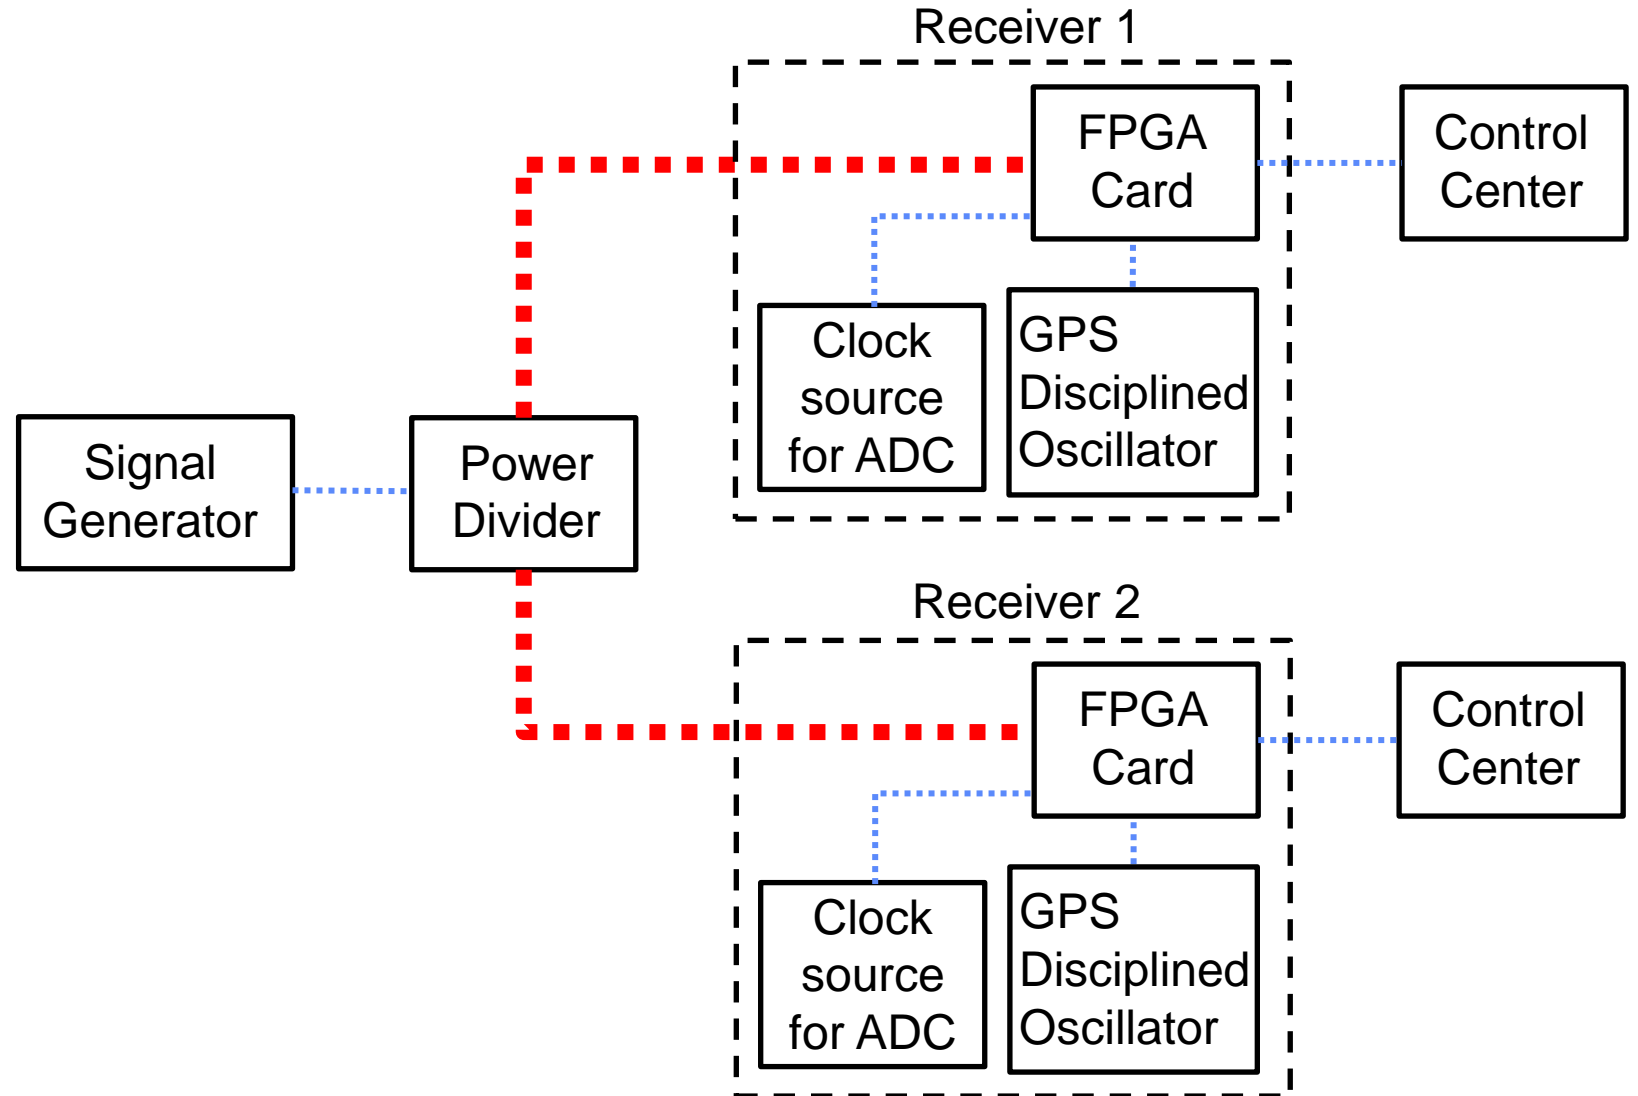 Receiver 1
FPGA
Card
Control
Center
Clock
source
for ADC
GPS
Disciplined
Oscillator
Signal
Generator
Power
Divider
Receiver 2
FPGA
Card
Control
Center
Clock
source
for ADC
GPS
Disciplined
Oscillator